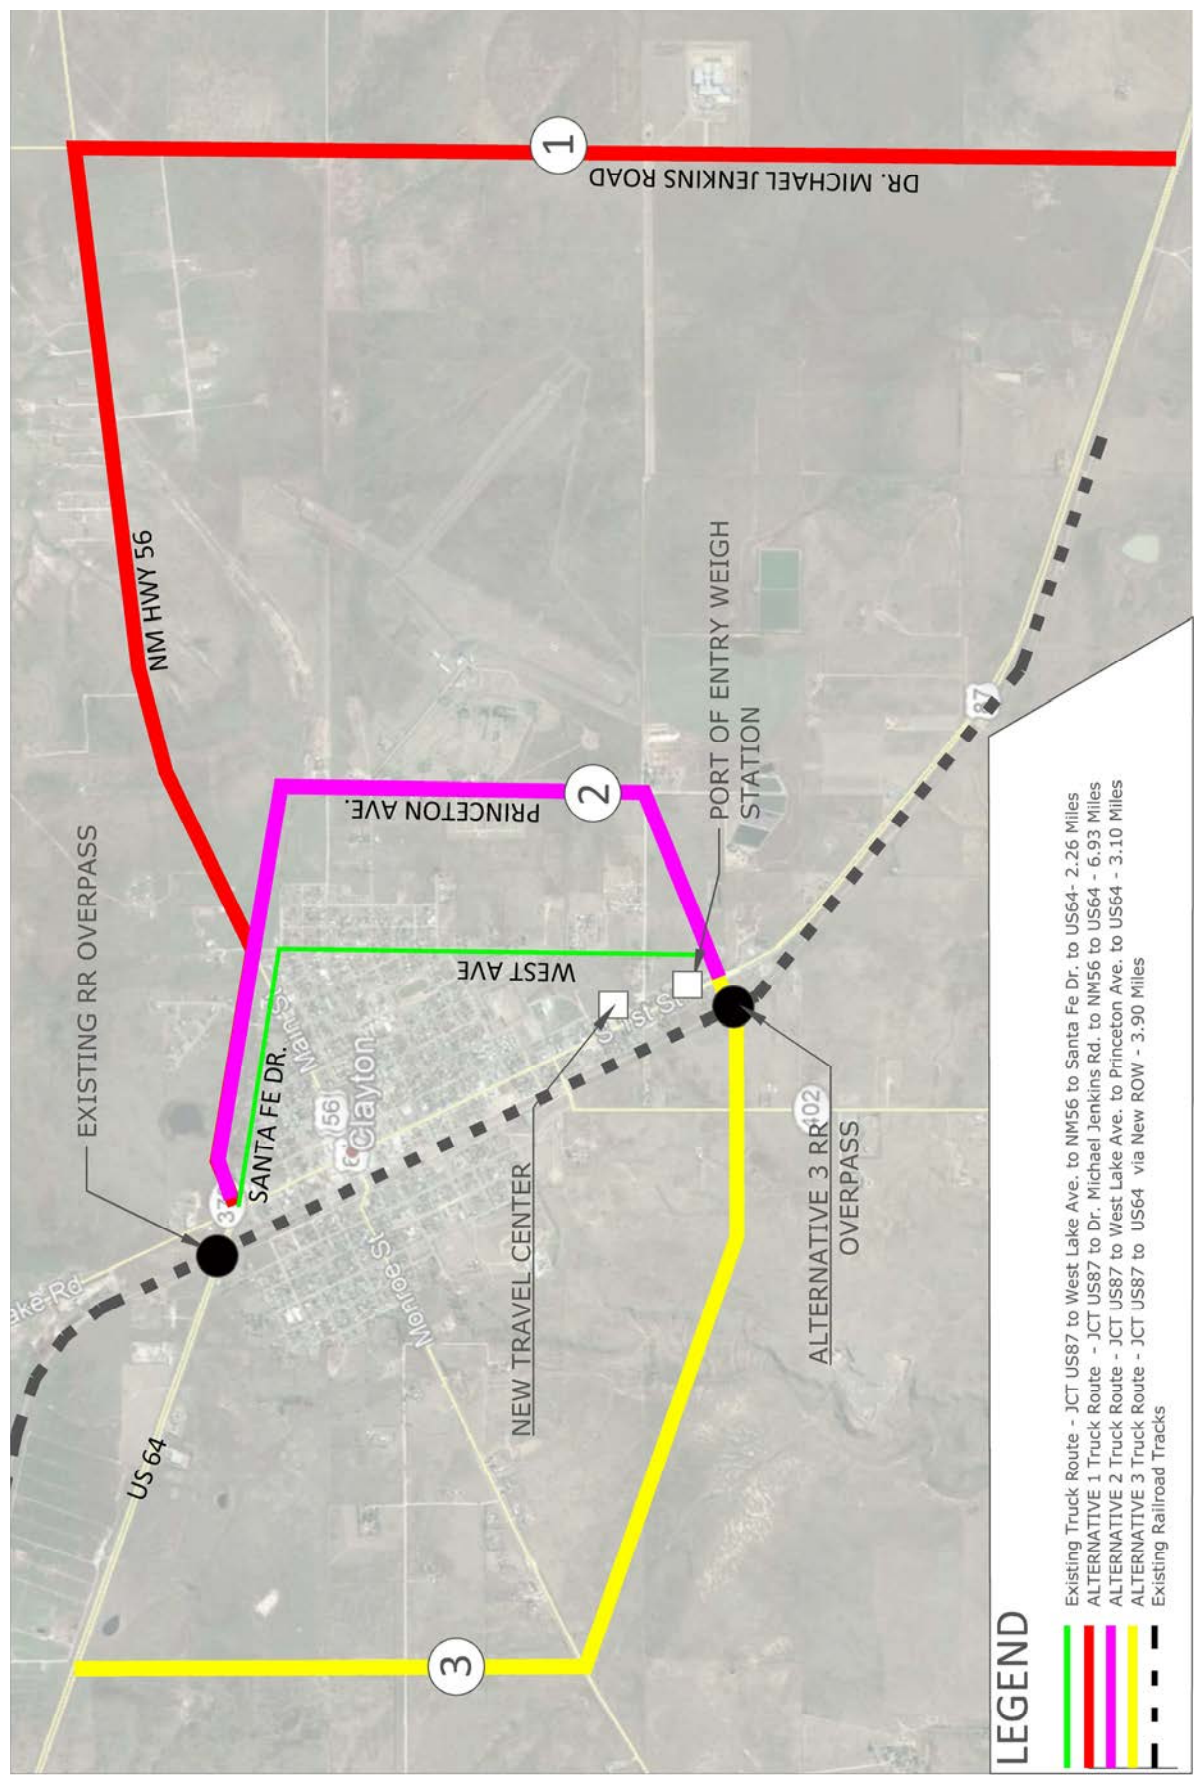 EXISTING RR OVERPASS
NM HWY 56
1
DR. MICHAEL JENKINS ROAD
PRINCETON AVE.
2
PORT OF ENTRY WEIGH
STATION
WEST AVE
SANTA FE DR.
Main St
56
Clayton
Monroe St
US 64
87
402
NEW TRAVEL CENTER
ALTERNATIVE 3 RR
OVERPASS
3
LEGEND
Existing Truck Route - JCT US87 to West Lake Ave. to NM56 to Santa Fe Dr. to US64- 2.26 Miles
ALTERNATIVE 1 Truck Route - JCT US87 to Dr. Michael Jenkins Rd. to NM56 to US64 - 6.93 Miles
ALTERNATIVE 2 Truck Route - JCT US87 to West Lake Ave. to Princeton Ave. to US64 - 3.10 Miles
ALTERNATIVE 3 Truck Route - JCT US87 to US64 via New ROW - 3.90 Miles
Existing Railroad Tracks